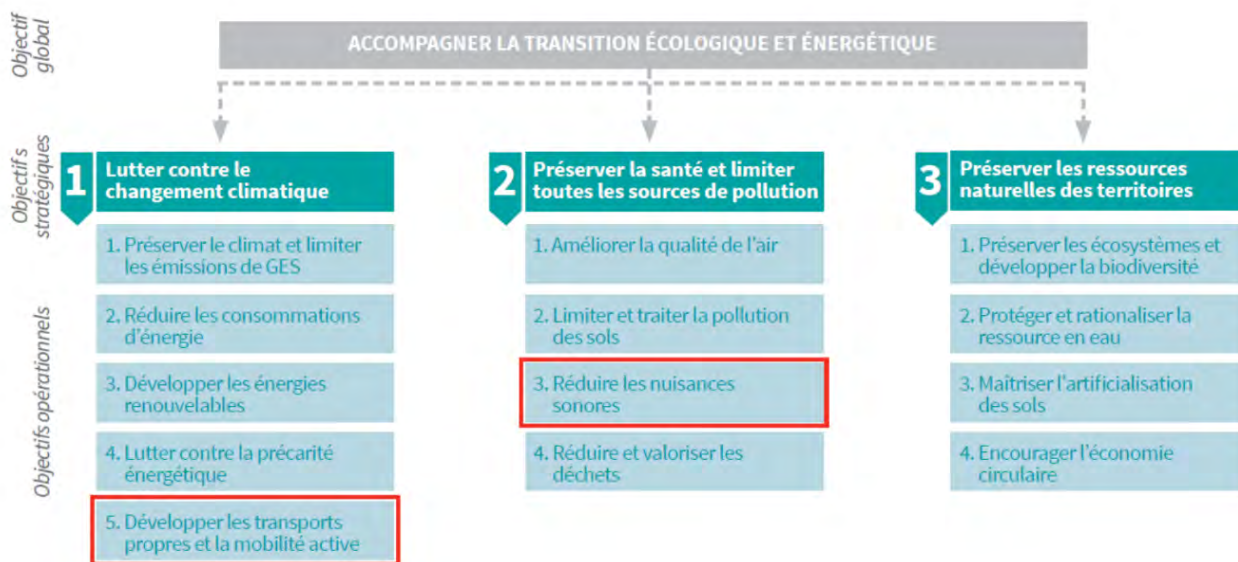 Objectif
global
ACCOMPAGNER LA TRANSITION ÉCOLOGIQUE ET ÉNERGÉTIQUE
Objectifs
stratégiques
1
Lutter contre le
changement climatique
2
Préserver la santé et limiter
toutes les sources de pollution
3
Préserver les ressources
naturelles des territoires
Objectifs opérationnels
1. Préserver le climat et limiter
les émissions de GES
2. Réduire les consommations
d'énergie
3. Développer les énergies
renouvelables
4. Lutter contre la précarité
énergétique
5. Développer les transports
propres et la mobilité active
1. Améliorer la qualité de l'air
2. Limiter et traiter la pollution
des sols
3. Réduire les nuisances
sonores
4. Réduire et valoriser les
déchets
1. Préserver les écosystèmes et
développer la biodiversité
2. Protéger et rationaliser la
ressource en eau
3. Maîtriser l'artificialisation
des sols
4. Encourager l'économie
circulaire